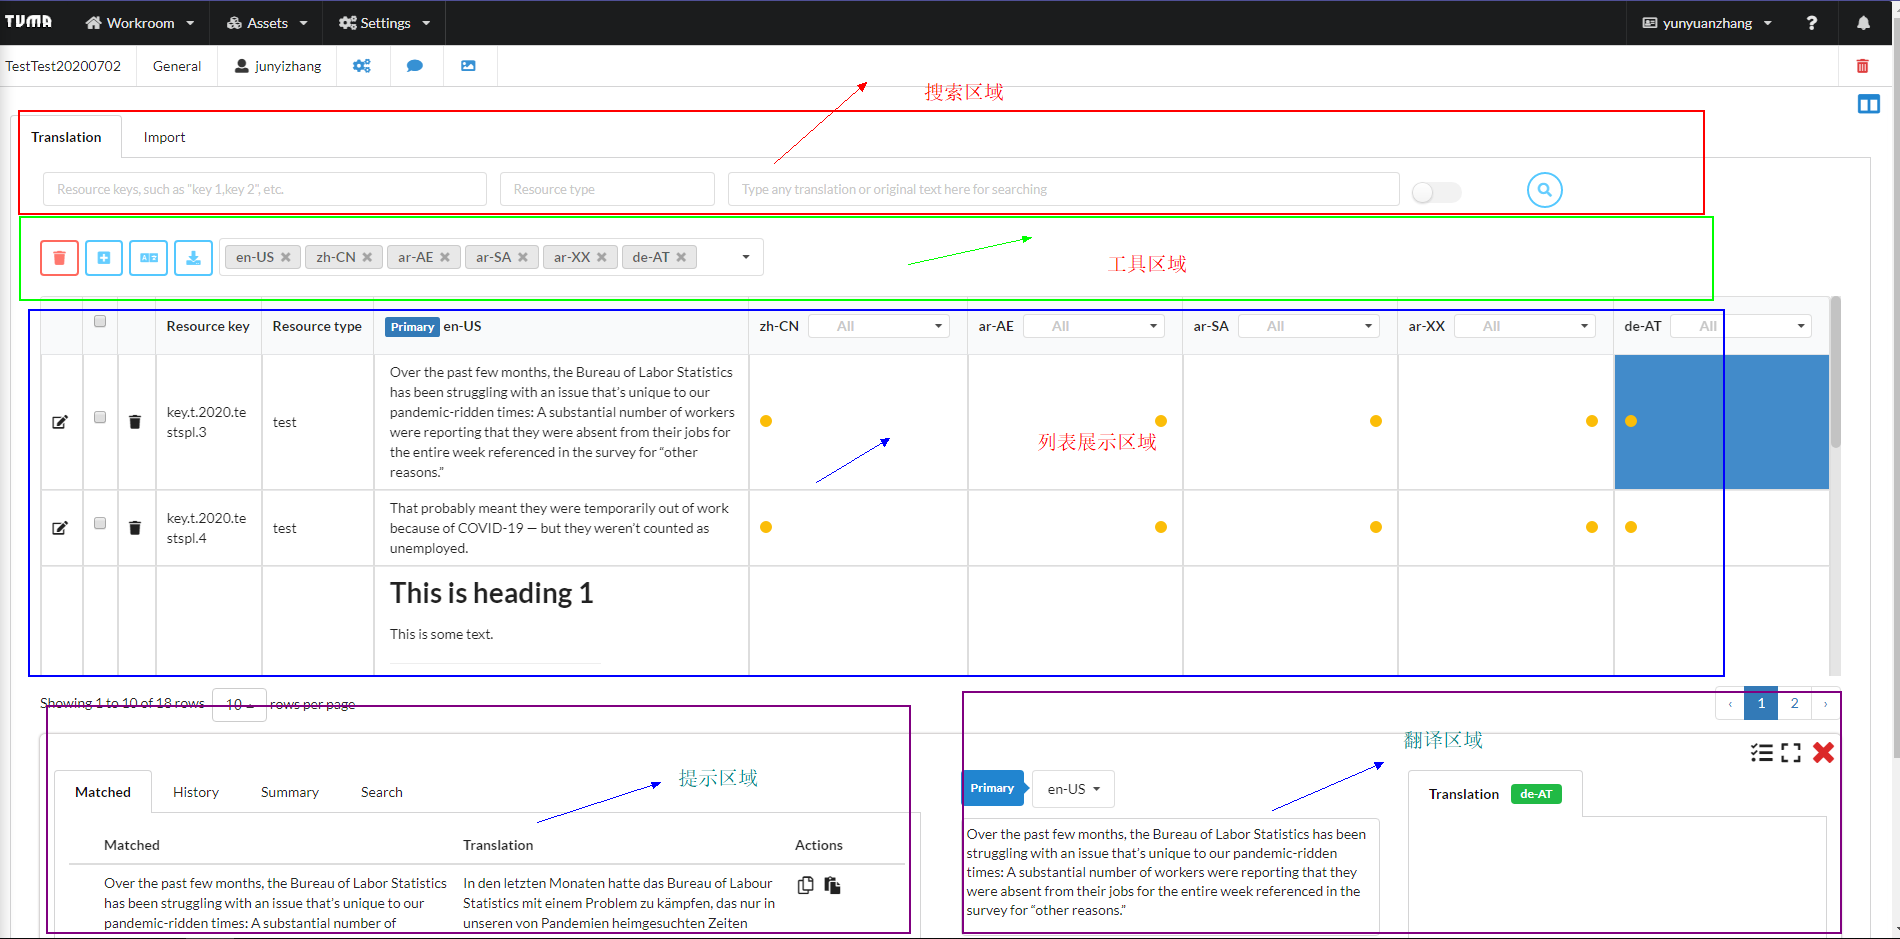 TVMA
Workroom
Assets
Settings
yunyuanzhang
?
TestTest20200702
General
junyizhang
搜索区域
Translation
Import
Resource keys, such as "key 1,key 2", etc.
Resource type
Type any translation or original text here for searching
en-US
zh-CN
ar-AE
ar-SA
ar-XX
de-AT
工具区域
Resource key
Resource type
Primary en-US
zh-CN All
ar-AE All
ar-SA All
ar-XX All
de-AT All
key.t.2020.te
stspl.3
test
Over the past few months, the Bureau of Labor Statistics
has been struggling with an issue that's unique to our
pandemic-ridden times: A substantial number of workers
were reporting that they were absent from their jobs for
the entire week referenced in the survey for “other
reasons.”
列表展示区域
key.t.2020.te
stspl.4
test
That probably meant they were temporarily out of work
because of COVID-19 — but they weren't counted as
unemployed.
This is heading 1
This is some text.
Showing 1 to 10 of 18 rows 10 rows per page
‹ 1 2 ›
提示区域
翻译区域
Matched
History
Summary
Search
Matched
Translation
Actions
Over the past few months, the Bureau of Labor Statistics
has been struggling with an issue that's unique to our
pandemic-ridden times: A substantial number of
In den letzten Monaten hatte das Bureau of Labour
Statistics mit einem Problem zu kämpfen, das nur in
unseren von Pandemien heimgesuchten Zeiten
Primary
en-US
Over the past few months, the Bureau of Labor Statistics has been
struggling with an issue that's unique to our pandemic-ridden
times: A substantial number of workers were reporting that they
were absent from their jobs for the entire week referenced in the
survey for “other reasons.”
Translation de-AT